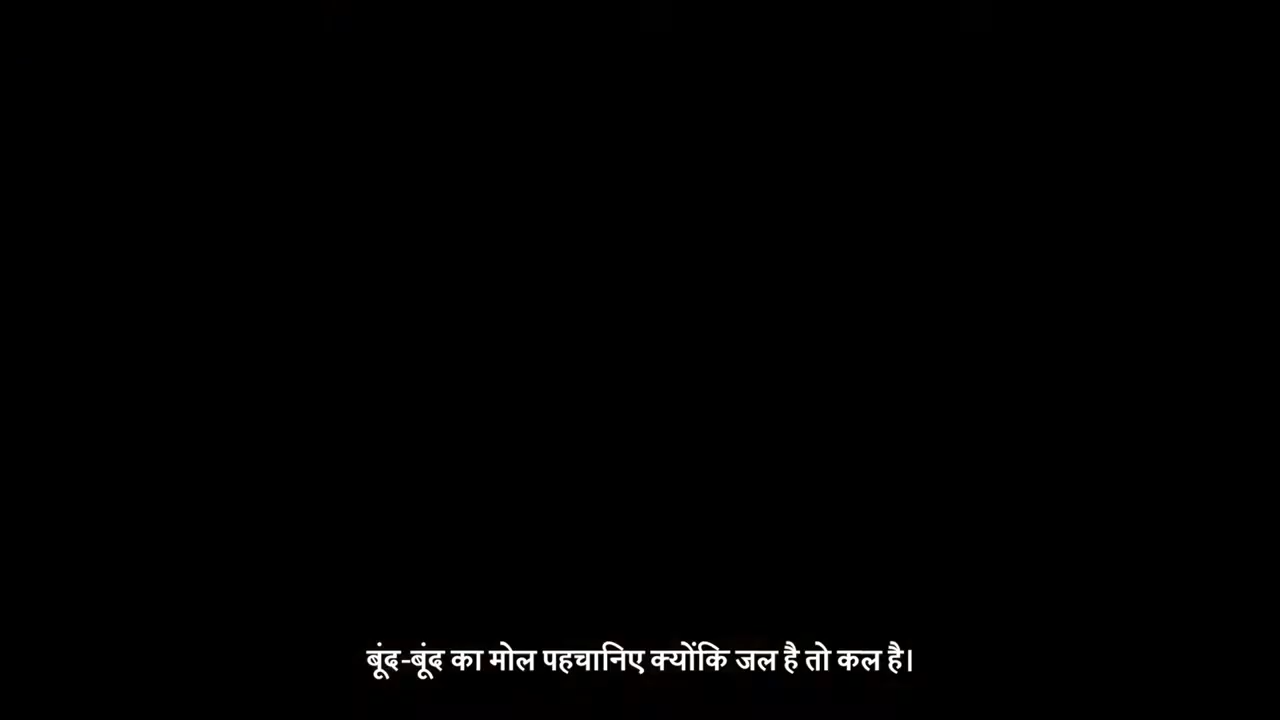 बूंद-बूंद का मोल पहचानिए क्योंकि जल है तो कल है।